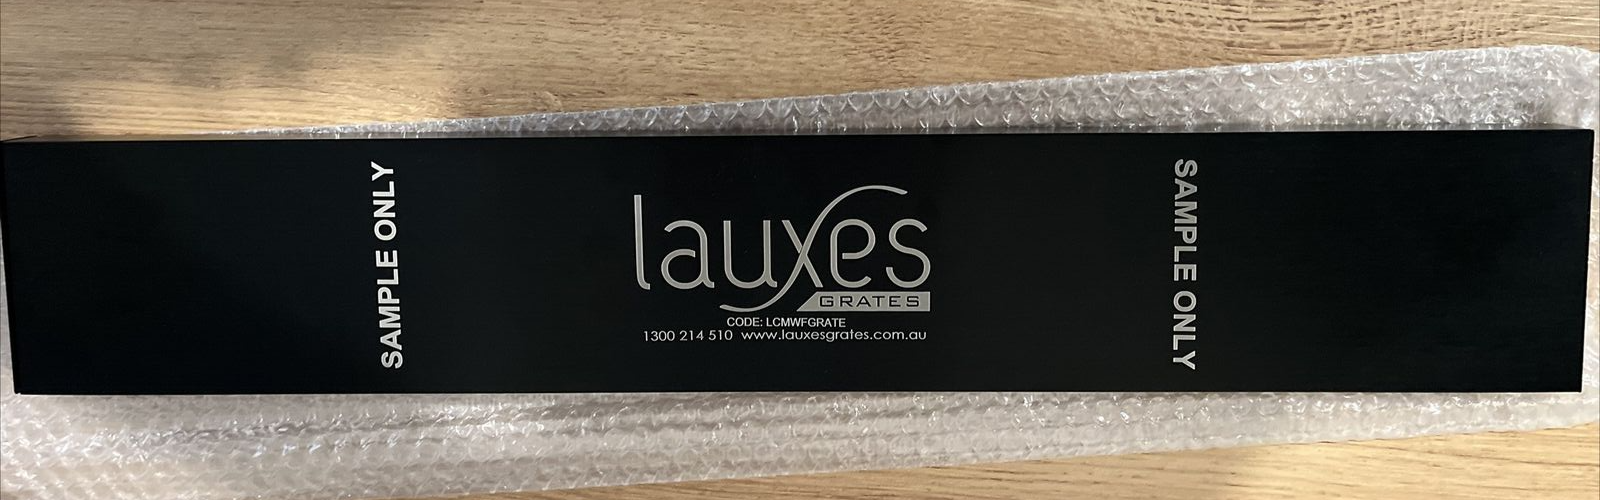 SAMPLE ONLY
lauxes
GRATES
CODE: LCMWFGRATE
1300 214 510 www.lauxesgrates.com.au
SAMPLE ONLY